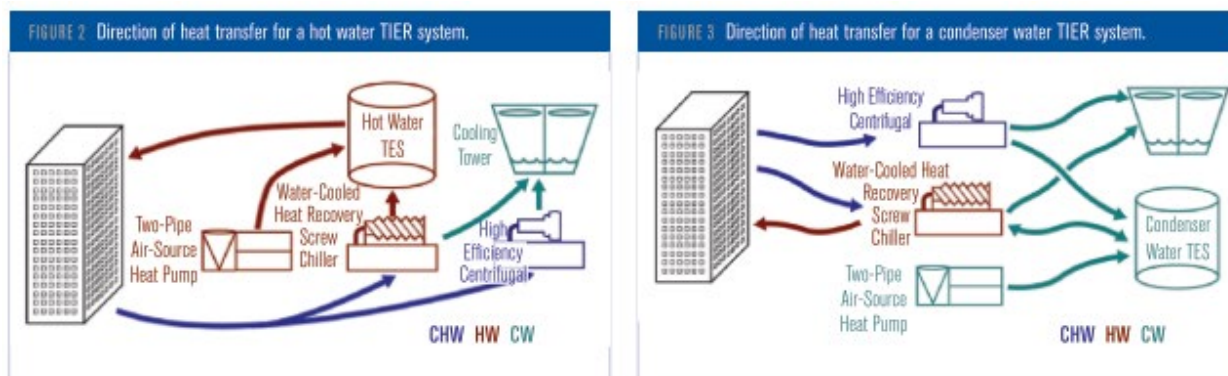 FIGURE 2 Direction of heat transfer for a hot water TIER system.
Hot Water
TES
Cooling
Tower
Water-Cooled
Heat Recovery
Screw
Chiller
Two-Pipe
Air-Source
Heat Pump
High
Efficiency
Centrifugal
CHW HW CW
FIGURE 3 Direction of heat transfer for a condenser water TIER system.
High Efficiency
Centrifugal
Water-Cooled Heat
Recovery
Screw
Chiller
Condenser
Water TES
Two-Pipe
Air-Source
Heat Pump
CHW HW CW